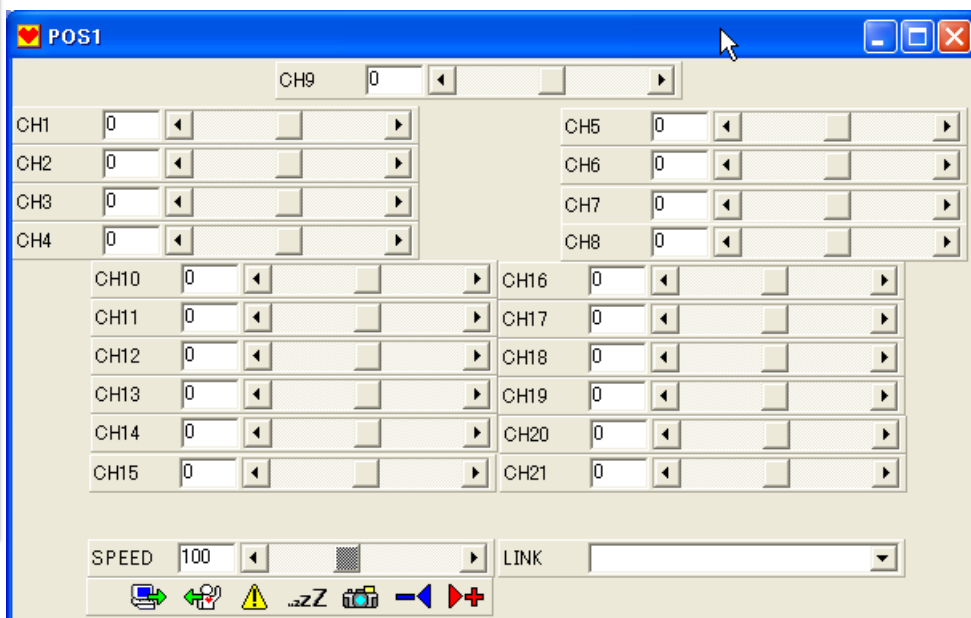 POS1
CH9 0
CH1 0
CH5 0
CH2 0
CH6 0
CH3 0
CH7 0
CH4 0
CH8 0
CH10 0
CH16 0
CH11 0
CH17 0
CH12 0
CH18 0
CH13 0
CH19 0
CH14 0
CH20 0
CH15 0
CH21 0
SPEED 100
LINK
..zzZ